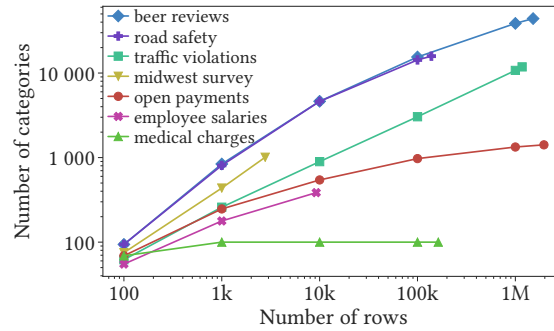 beer reviews
road safety
traffic violations
midwest survey
open payments
employee salaries
medical charges
Number of categories
10 000
1 000
100
100 1k 10k 100k 1M
Number of rows